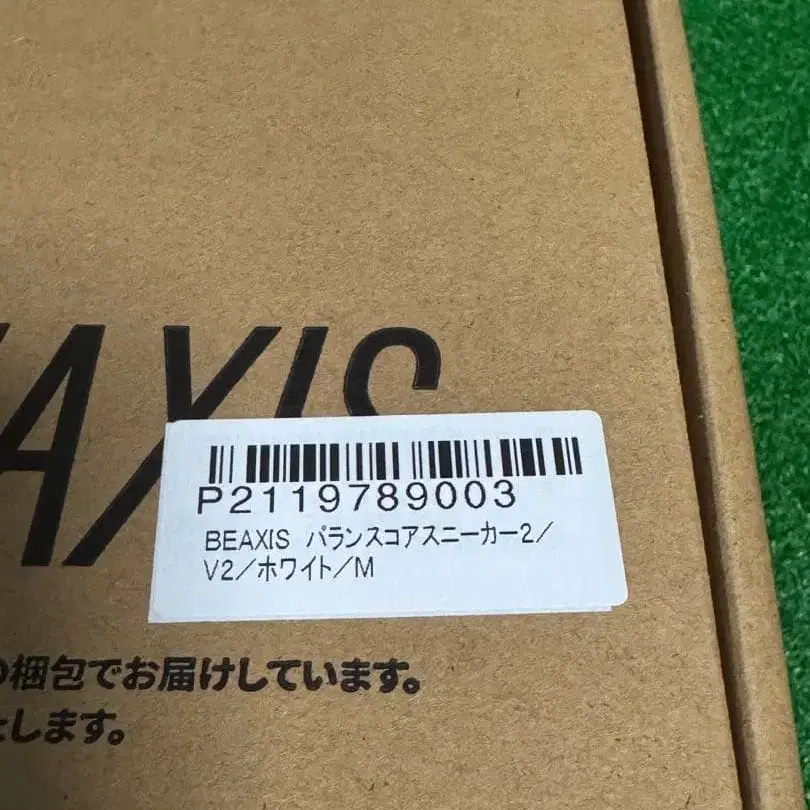 EAXIS
P2119789003
BEAXIS バランスコアスニーカー2/
V2/ホワイト/M
の梱包でお届けしています。
たします。